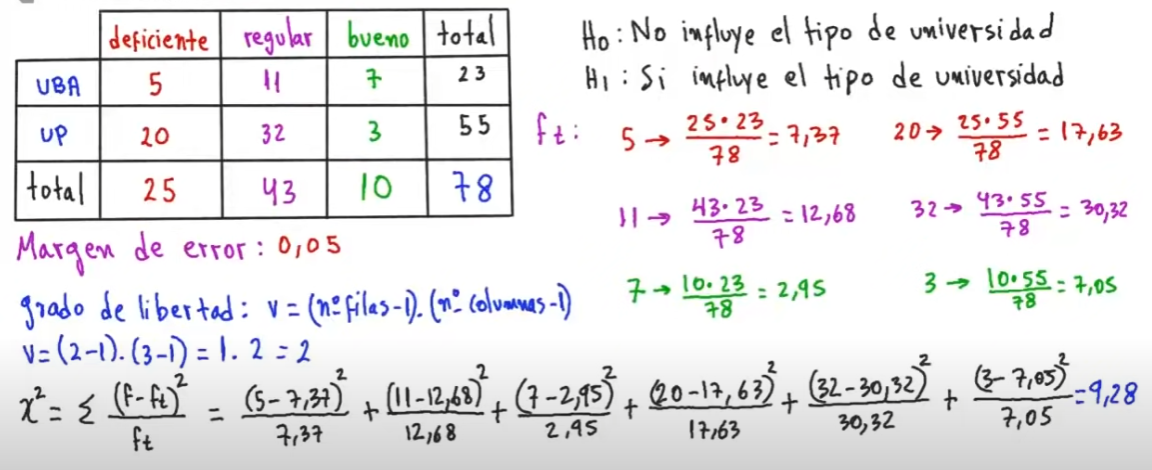 deficiente regular bueno total
UBA 5 11 7 23
UP 20 32 3 55
total 25 43 10 78
Ho: No influye el tipo de universidad
H1: Si influye el tipo de universidad
ft: 5 → 25·23/78 = 7,37 20 → 25·55/78 = 17,63
11 → 43·23/78 = 12,68 32 → 43·55/78 = 30,32
7 → 10·23/78 = 2,95 3 → 10·55/78 = 7,05
Margen de error: 0,05
grado de libertad: v = (nº filas-1).(nº columnas-1)
v = (2-1).(3-1) = 1. 2 = 2
x² = Σ (f-ft)²/ft = (5-7,37)²/7,37 + (11-12,68)²/12,68 + (7-2,95)²/2,95 + (20-17,63)²/17,63 + (32-30,32)²/30,32 + (3-7,05)²/7,05 = 9,28